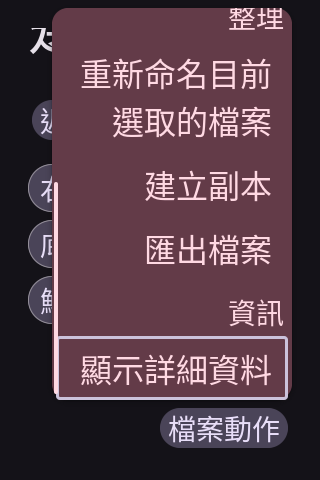 整理
重新命名目前
選取的檔案
建立副本
匯出檔案
資訊
顯示詳細資料
檔案動作